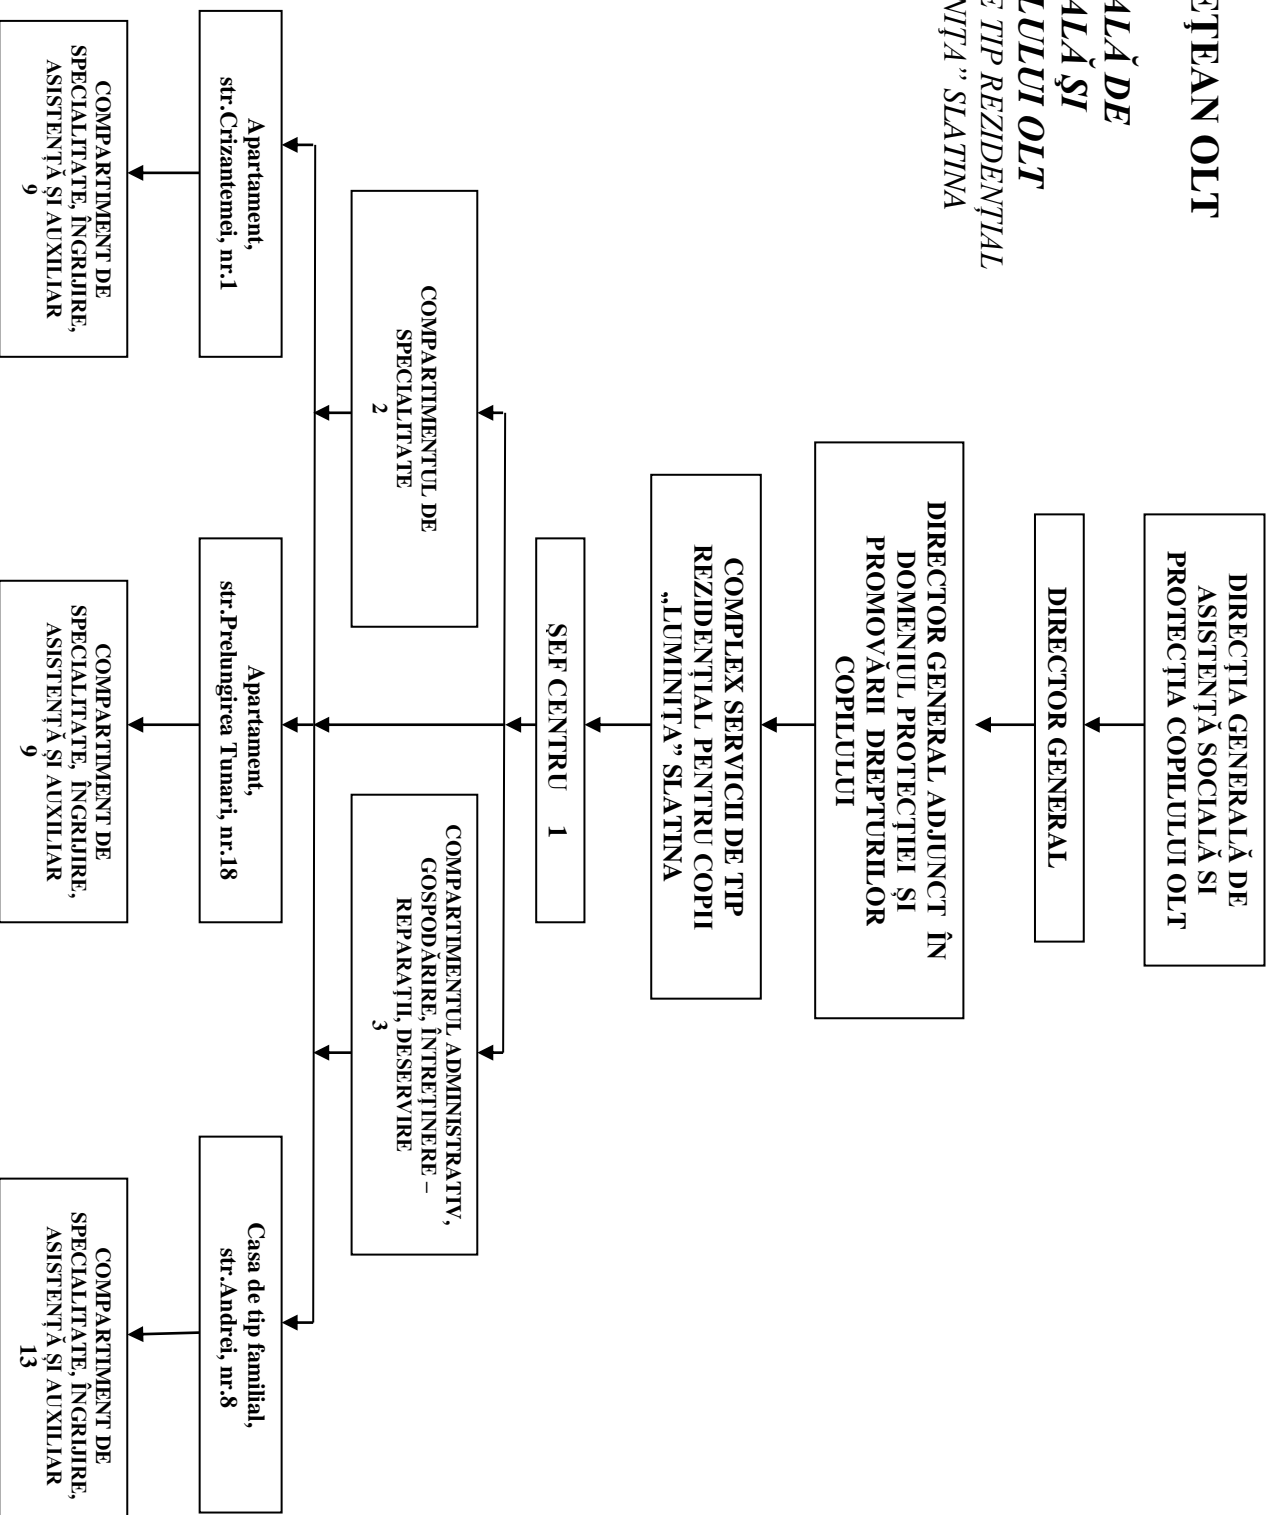 EȚEAN OLT
ALĂ DE
ALĂ ȘI
LULUI OLT
E TIP REZIDENȚIAL
NIȚA” SLATINA
DIRECȚIA GENERALĂ DE
ASISTENȚĂ SOCIALĂ SI
PROTECȚIA COPILULUI OLT
DIRECTOR GENERAL
DIRECTOR GENERAL ADJUNCT ÎN
DOMENIUL PROTECȚIEI ȘI
PROMOVĂRII DREPTURILOR
COPILULUI
COMPLEX SERVICII DE TIP
REZIDENȚIAL PENTRU COPII
„LUMINIȚA” SLATINA
ȘEF CENTRU 1
COMPARTIMENTUL DE
SPECIALITATE
2
COMPARTIMENTUL ADMINISTRATIV,
GOSPODĂRIRE, ÎNTREȚINERE –
REPARAȚII, DESERVIRE
3
Apartament,
str.Crizantemei, nr.1
Apartament,
str.Prelungirea Tunari, nr.18
Casa de tip familial,
str.Andrei, nr.8
COMPARTIMENT DE
SPECIALITATE, ÎNGRIJIRE,
ASISTENȚĂ ȘI AUXILIAR
9
COMPARTIMENT DE
SPECIALITATE, ÎNGRIJIRE,
ASISTENȚĂ ȘI AUXILIAR
9
COMPARTIMENT DE
SPECIALITATE, ÎNGRIJIRE,
ASISTENȚĂ ȘI AUXILIAR
13